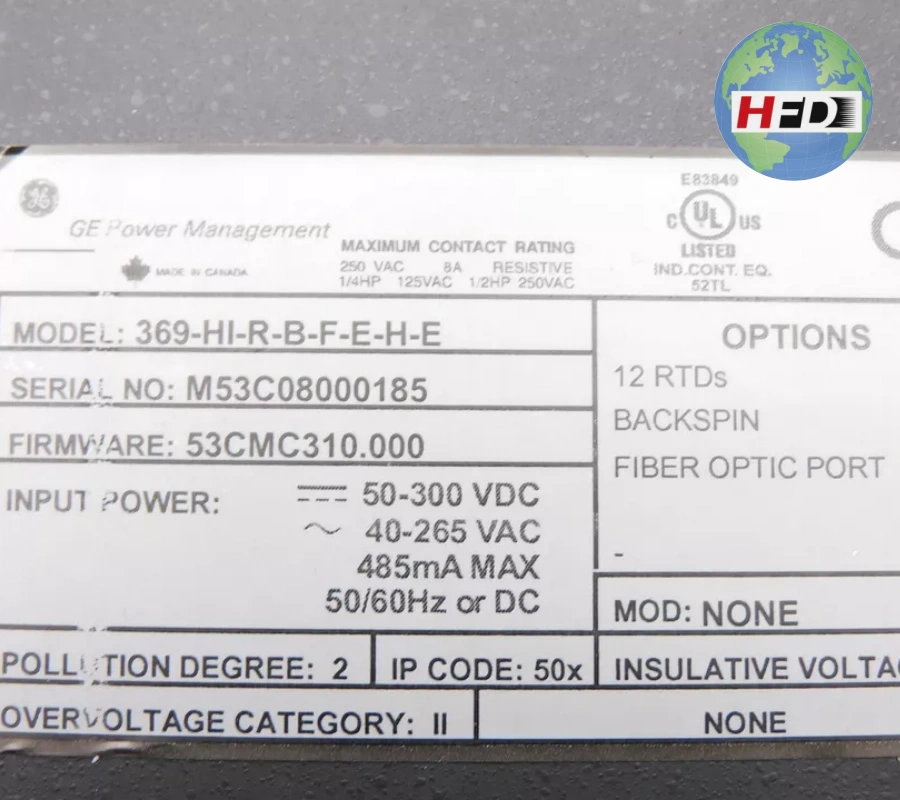 HFD
GE
GE Power Management
MADE IN CANADA
MAXIMUM CONTACT RATING
250 VAC 8A RESISTIVE
1/4HP 125VAC 1/2HP 250VAC
E83849
C UL US
LISTED
IND.CONT. EQ.
52TL
MODEL: 369-HI-R-B-F-E-H-E
SERIAL NO: M53C08000185
FIRMWARE: 53CMC310.000
INPUT POWER: 50-300 VDC
~ 40-265 VAC
485mA MAX
50/60Hz or DC
OPTIONS
12 RTDs
BACKSPIN
FIBER OPTIC PORT
-
MOD: NONE
POLLUTION DEGREE: 2
IP CODE: 50x
INSULATIVE VOLTA
OVERVOLTAGE CATEGORY: II
NONE